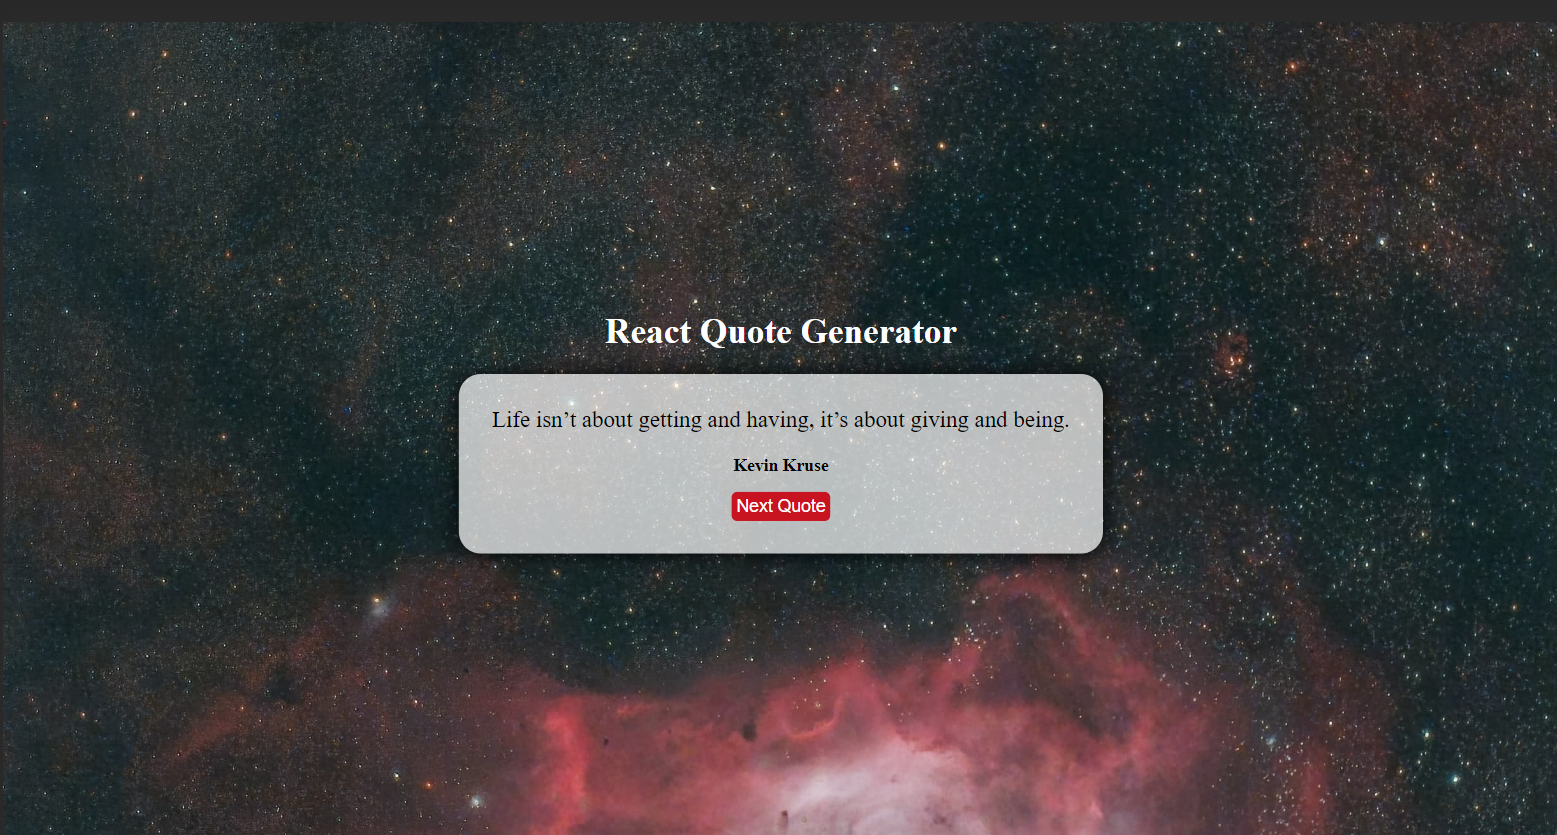 React Quote Generator
Life isn’t about getting and having, it’s about giving and being.
Kevin Kruse
Next Quote